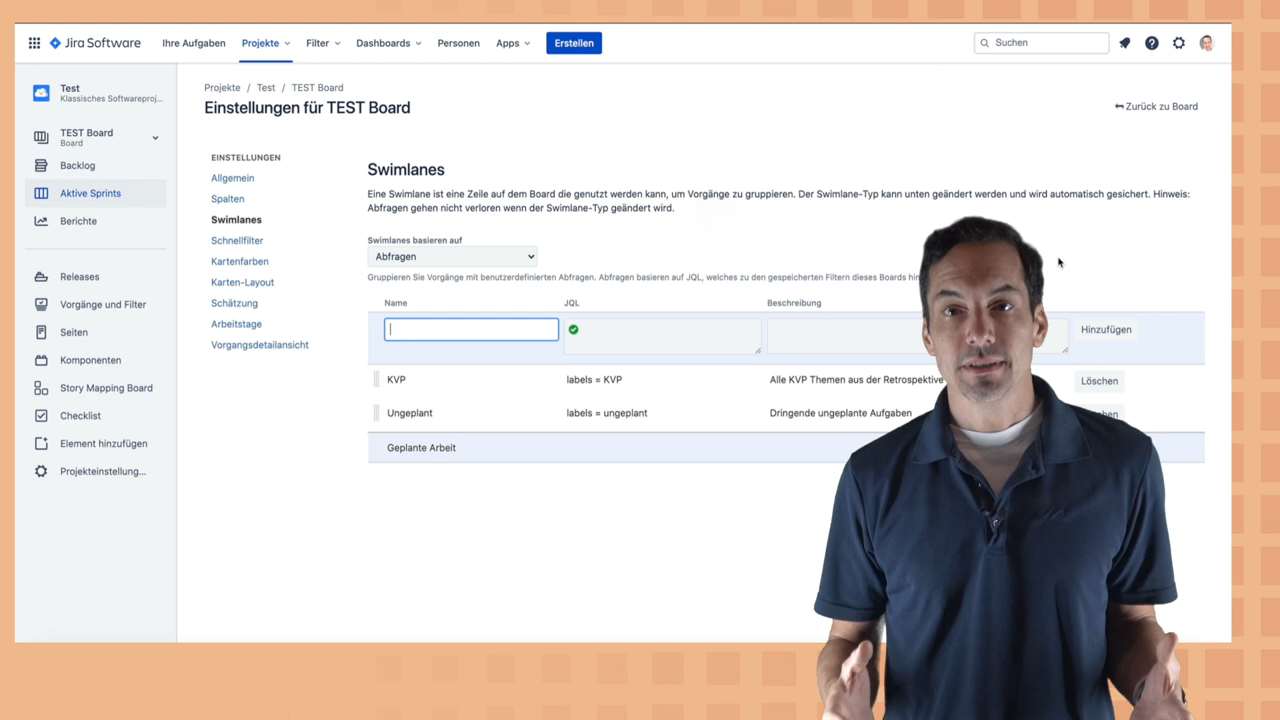 Jira Software
Ihre Aufgaben
Projekte
Filter
Dashboards
Personen
Apps
Erstellen
Suchen
Test
Klassisches Softwareproj...
TEST Board
Board
Backlog
Aktive Sprints
Berichte
Releases
Vorgänge und Filter
Seiten
Komponenten
Story Mapping Board
Checklist
Element hinzufügen
Projekteinstellung...
Projekte / Test / TEST Board
Einstellungen für TEST Board
Zurück zu Board
EINSTELLUNGEN
Allgemein
Spalten
Swimlanes
Schnellfilter
Kartenfarben
Karten-Layout
Schätzung
Arbeitstage
Vorgangsdetailansicht
Swimlanes
Eine Swimlane ist eine Zeile auf dem Board die genutzt werden kann, um Vorgänge zu gruppieren. Der Swimlane-Typ kann unten geändert werden und wird automatisch gesichert. Hinweis:
Abfragen gehen nicht verloren wenn der Swimlane-Typ geändert wird.
Swimlanes basieren auf
Abfragen
Gruppieren Sie Vorgänge mit benutzerdefinierten Abfragen. Abfragen basieren auf JQL, welches zu den gespeicherten Filtern dieses Boards
Name JQL Beschreibung
Hinzufügen
KVP labels = KVP Alle KVP Themen aus der Retrospektive Löschen
Ungeplant labels = ungeplant Dringende ungeplante Aufgaben
Geplante Arbeit